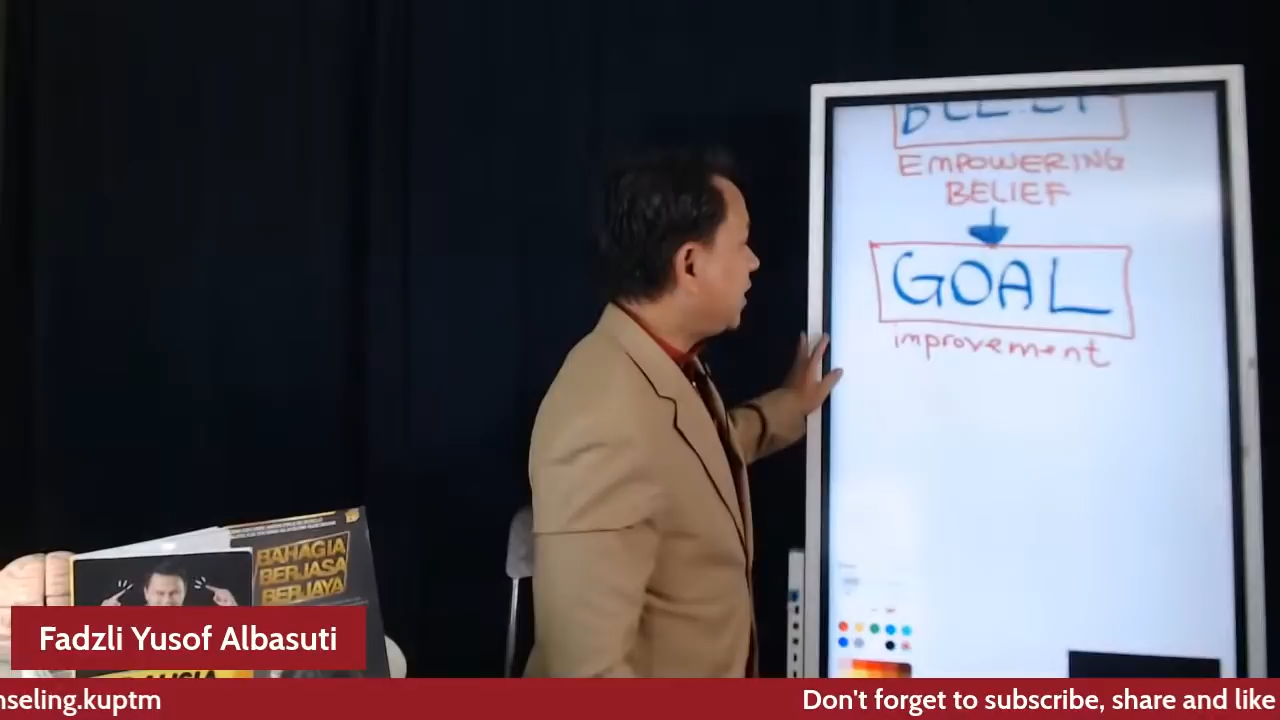 EMPOWERING
BELIEF
GOAL
improvement
BAHAGIA
BERJASA
BERJAYA
Fadzli Yusof Albasuti
nseling.kuptm
Don't forget to subscribe, share and like